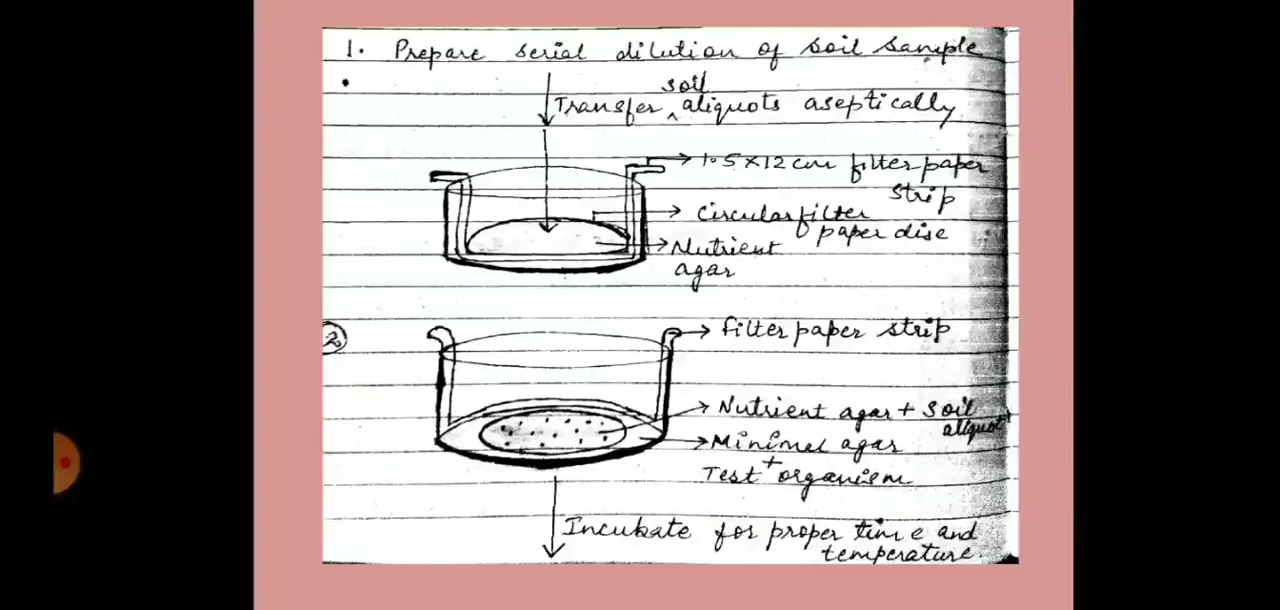 1. Prepare serial dilution of soil sample
soil
Transfer ^ aliquots aseptically
1.5×12 cm filter paper
strip
Circular filter
paper disc
Nutrient
agar
2
filter paper strip
Nutrient agar + soil
aliquot
Minimal agar
+
Test organism
Incubate for proper time and
temperature.